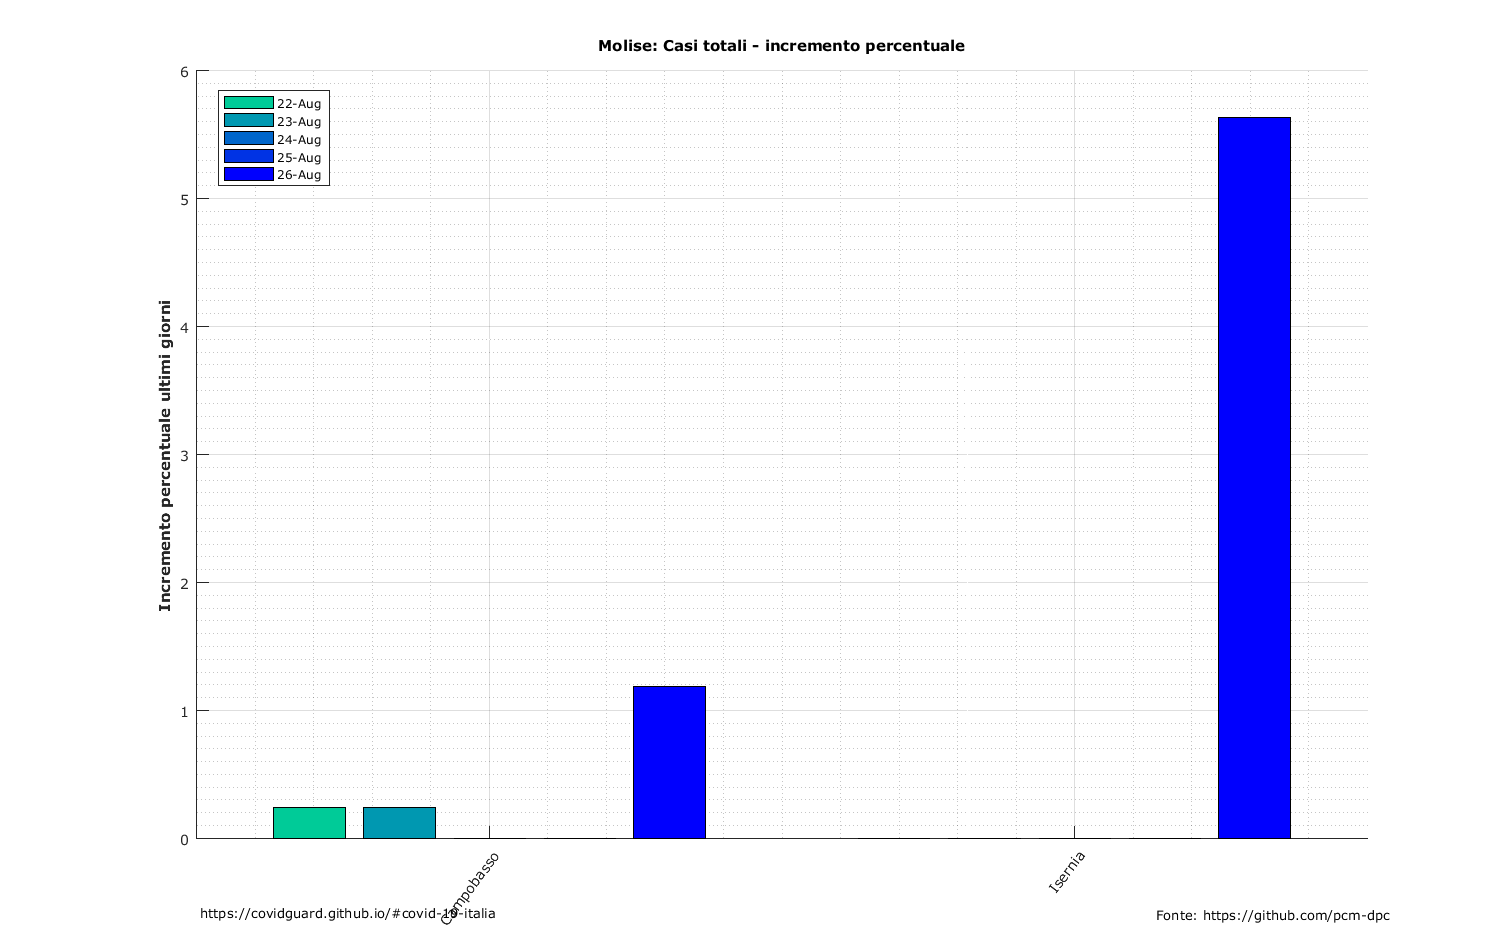 Molise: Casi totali - incremento percentuale
6
5
4
3
2
1
0
Incremento percentuale ultimi giorni
22-Aug
23-Aug
24-Aug
25-Aug
26-Aug
Campobasso
Isernia
https://covidguard.github.io/#covid-19-italia
Fonte: https://github.com/pcm-dpc